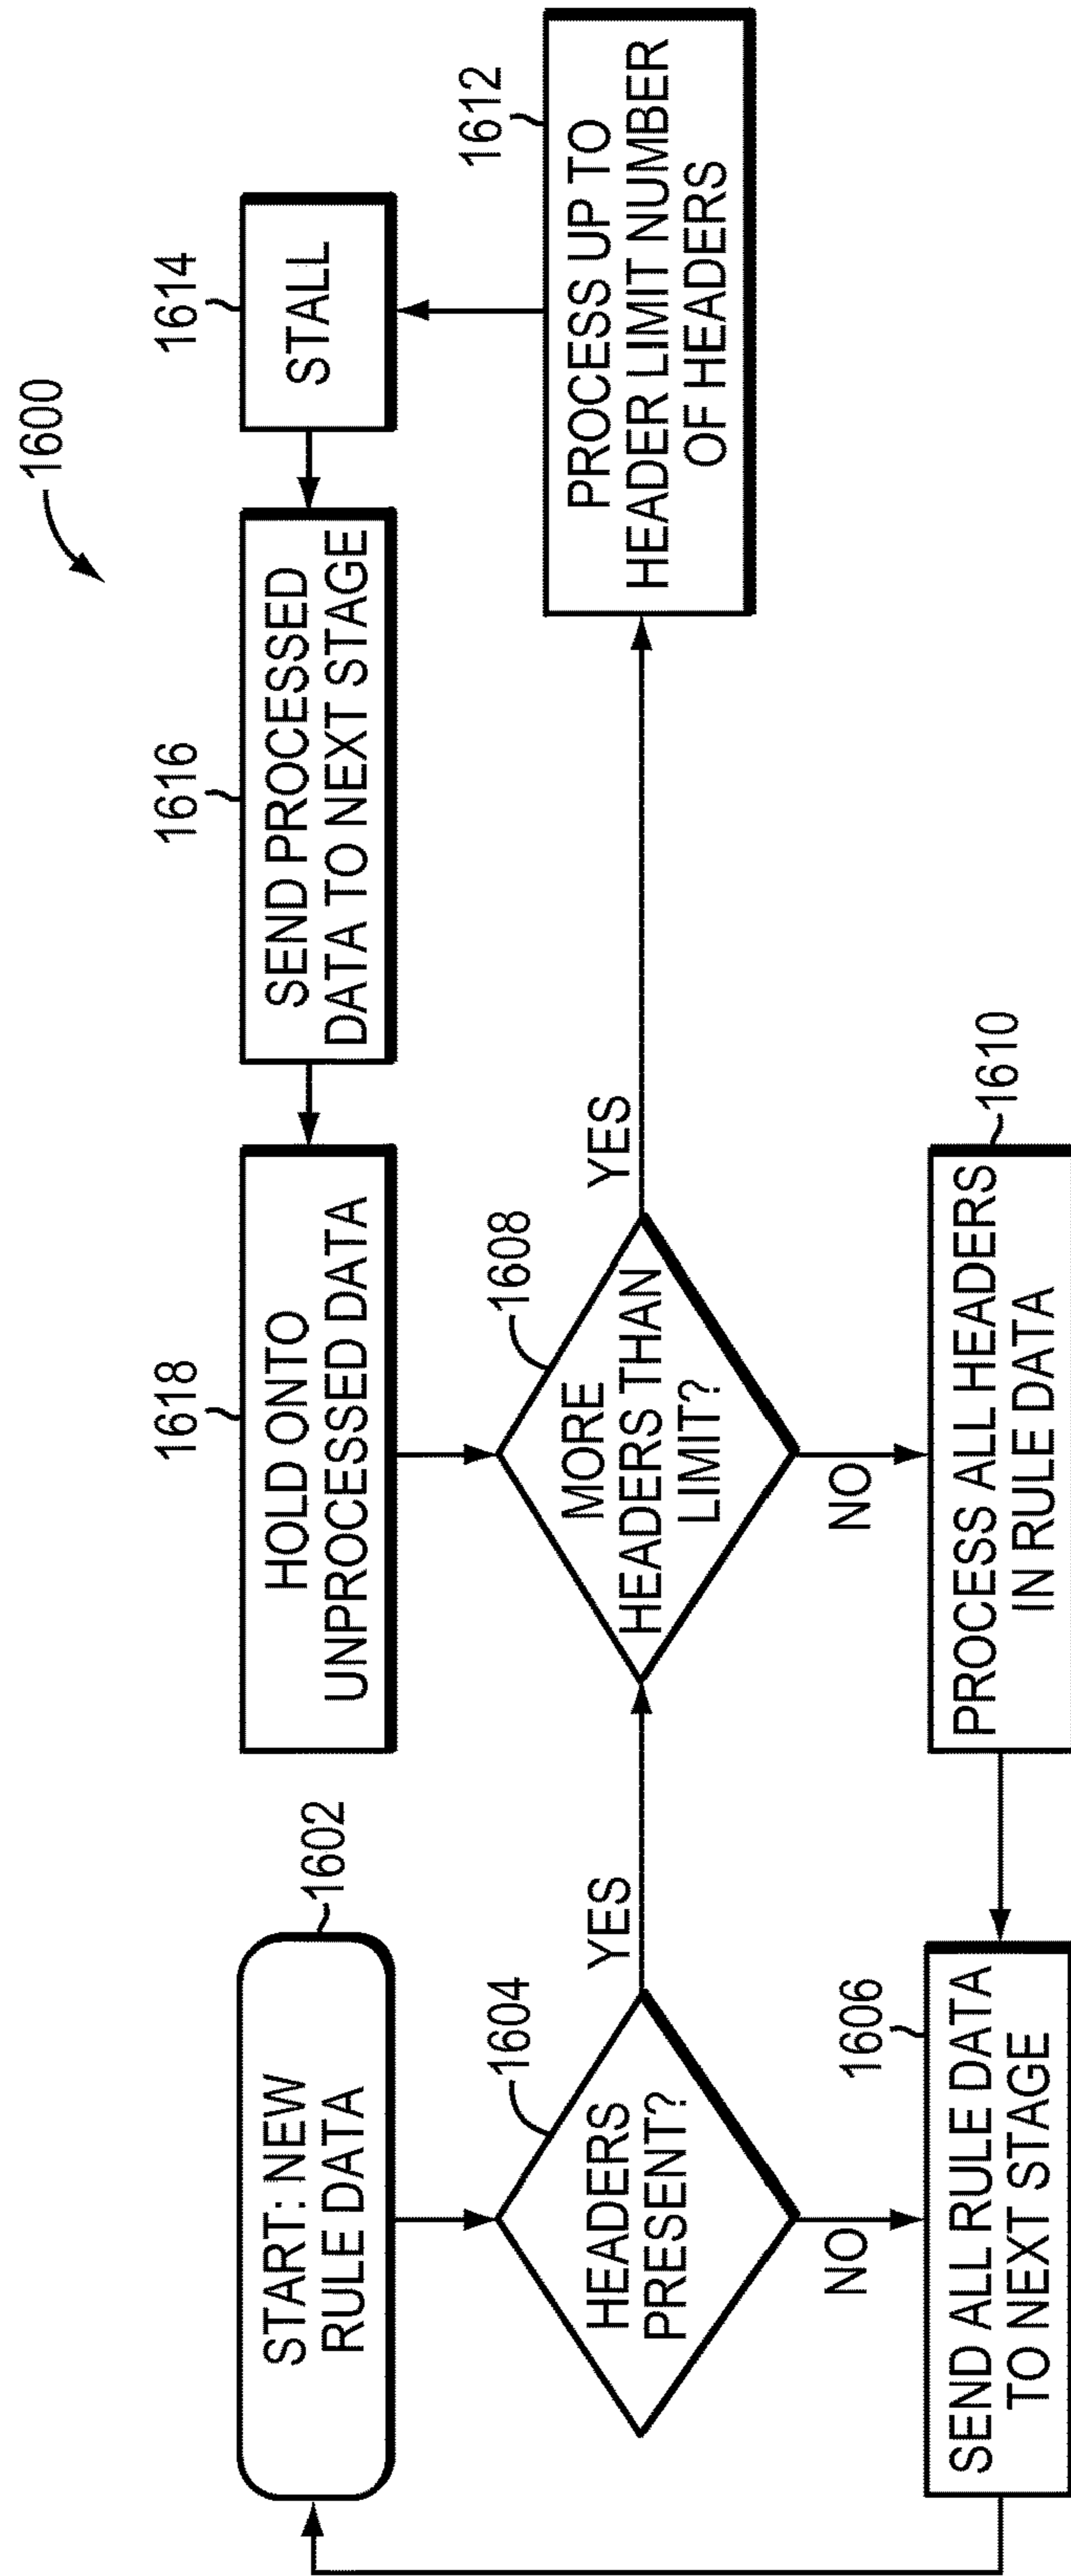 1600
1602
START: NEW
RULE DATA
1604
HEADERS
PRESENT?
YES
NO
1606
SEND ALL RULE DATA
TO NEXT STAGE
1608
MORE
HEADERS THAN
LIMIT?
YES
NO
1610
PROCESS ALL HEADERS
IN RULE DATA
1612
PROCESS UP TO
HEADER LIMIT NUMBER
OF HEADERS
1614
STALL
1616
SEND PROCESSED
DATA TO NEXT STAGE
1618
HOLD ONTO
UNPROCESSED DATA